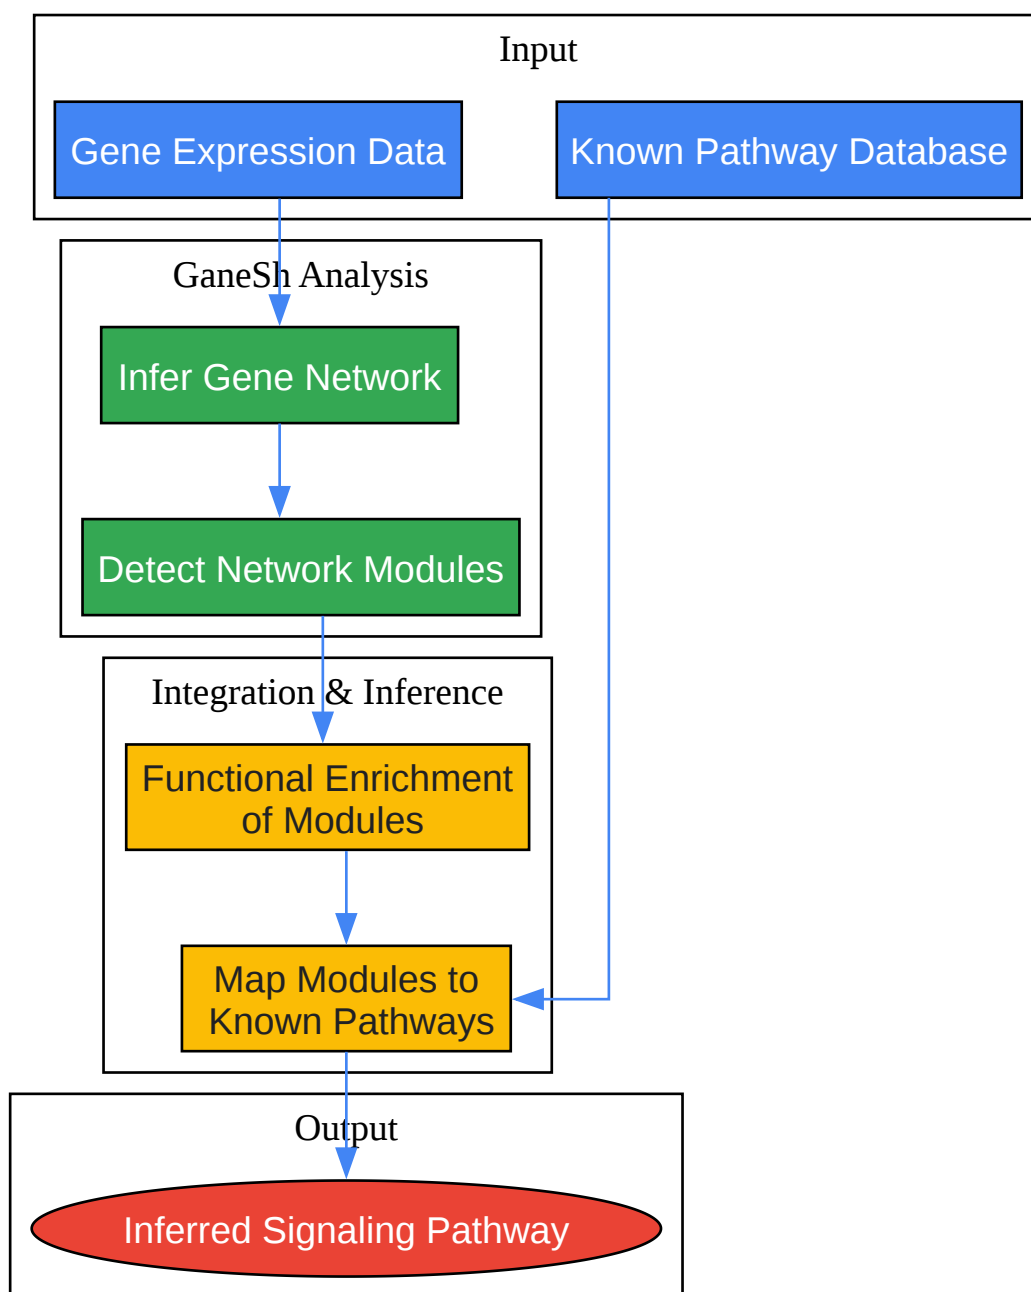 Input
Gene Expression Data
Known Pathway Database
GaneSh Analysis
Infer Gene Network
Detect Network Modules
Integration & Inference
Functional Enrichment
of Modules
Map Modules to
Known Pathways
Output
Inferred Signaling Pathway